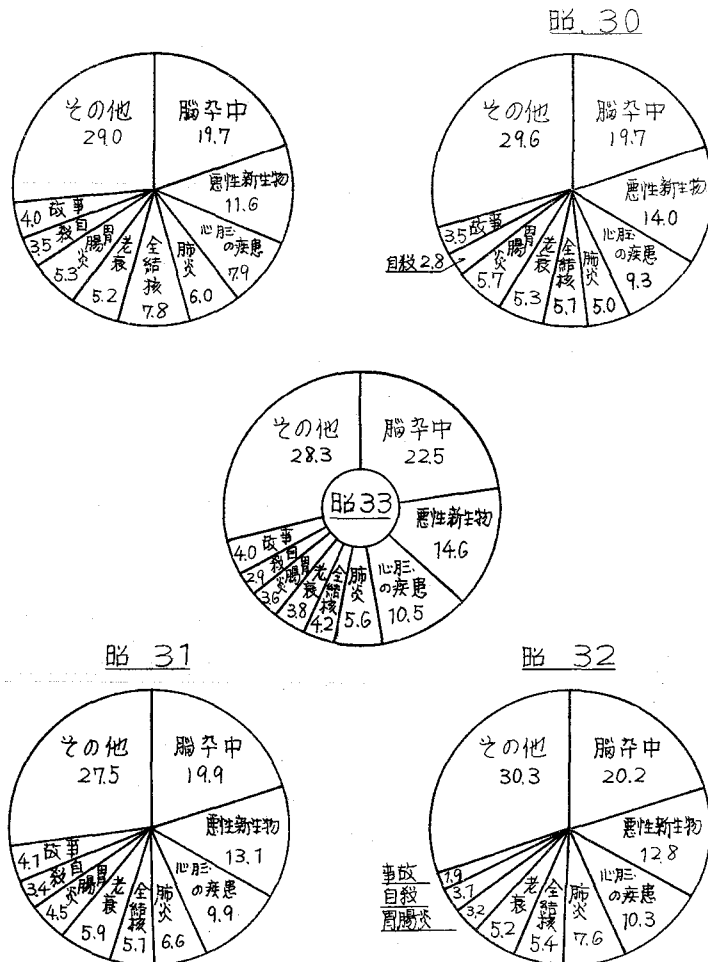 昭.30
その他
29.0
脳卆中
19.7
悪性新生物
11.6
心臓の疾患
7.9
肺炎
6.0
全結核
7.8
老衰
5.2
胃腸炎
5.3
自殺
3.5
事故
4.0
その他
29.6
脳卆中
19.7
悪性新生物
14.0
心臓の疾患
9.3
肺炎
5.0
全結核
5.1
老衰
5.3
胃腸炎
5.7
自殺 2.8
事故
3.5
昭33
その他
28.3
脳卆中
22.5
悪性新生物
14.6
心臓の疾患
10.5
肺炎
5.6
全結核
4.2
老衰
3.8
胃腸炎
3.6
自殺
2.9
事故
4.0
昭 31
その他
27.5
脳卆中
19.9
悪性新生物
13.1
心臓の疾患
9.9
肺炎
6.6
全結核
5.1
老衰
5.9
胃腸炎
4.5
自殺
3.4
事故
4.1
昭 32
その他
30.3
脳卆中
20.2
悪性新生物
12.8
心臓の疾患
10.3
肺炎
7.6
全結核
5.4
老衰
5.2
胃腸炎
3.2
自殺
3.1
事故
1.9